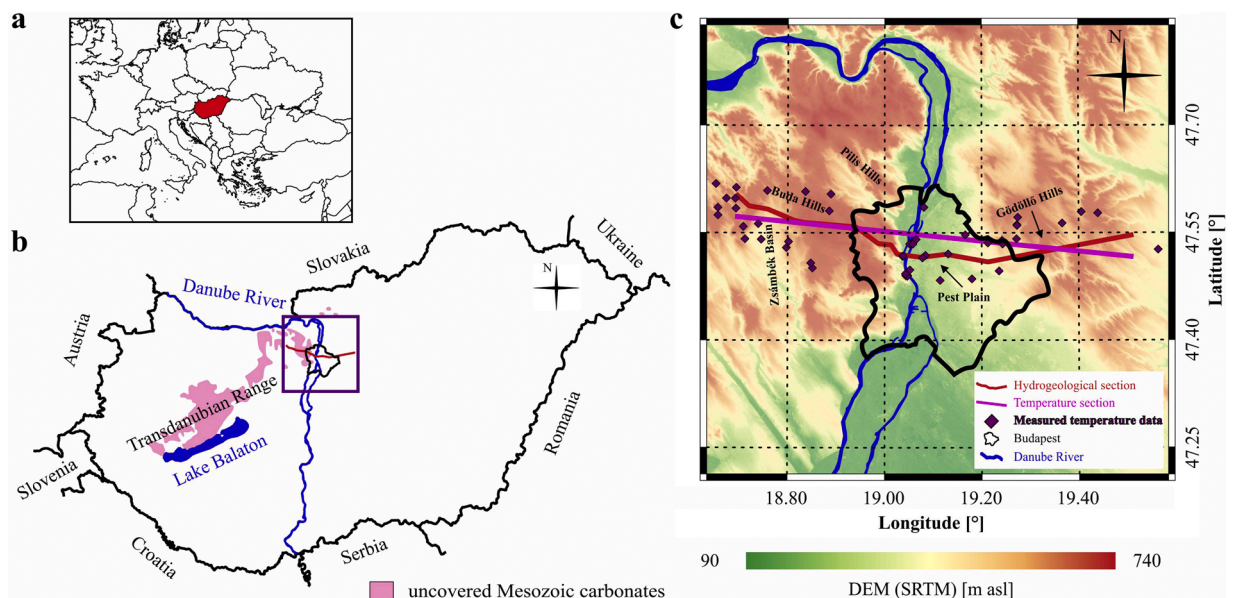 a
b
Slovakia
Ukraine
N
Danube River
Austria
Transdanubian Range
Lake Balaton
Romania
Slovenia
Croatia
Serbia
uncovered Mesozoic carbonates
c
N
Pilis Hills
Buda Hills
Gödöllő Hills
Zsámbék Basin
Pest Plain
47.70
47.55
47.40
47.25
Latitude [°]
Hydrogeological section
Temperature section
Measured temperature data
Budapest
Danube River
18.80 19.00 19.20 19.40
Longitude [°]
90 740
DEM (SRTM) [m asl]